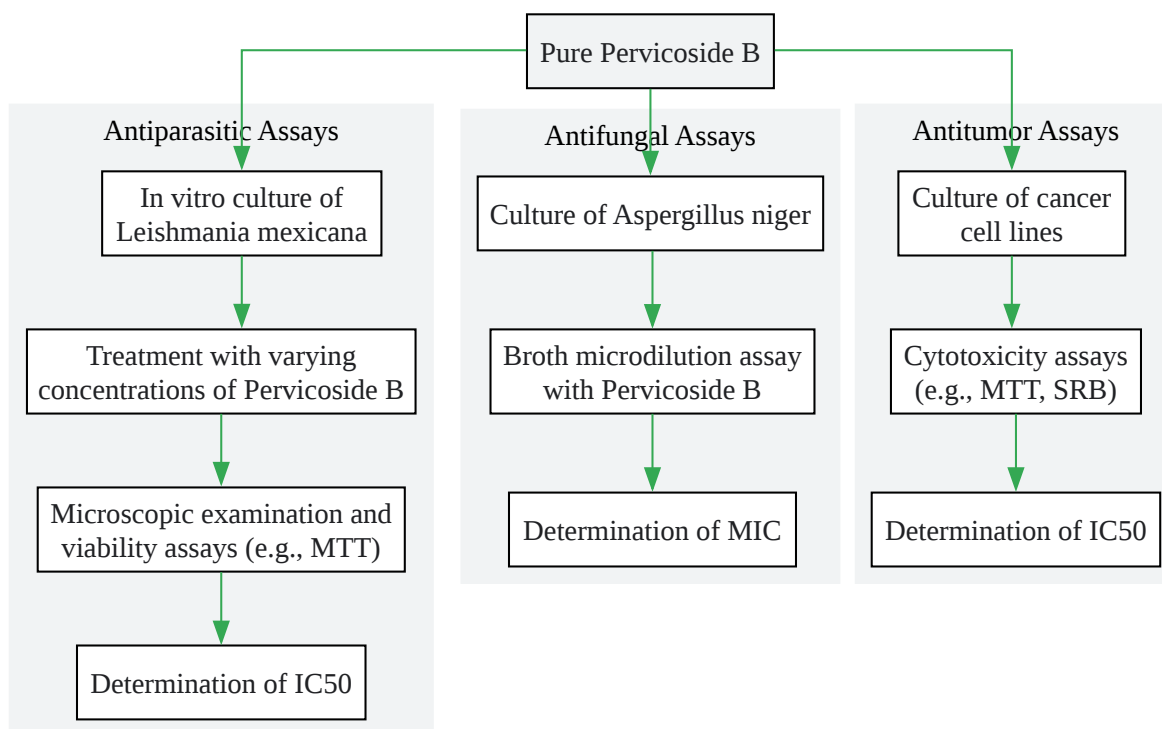 Pure Pervicoside B
Antiparasitic Assays
In vitro culture of
Leishmania mexicana
Treatment with varying
concentrations of Pervicoside B
Microscopic examination and
viability assays (e.g., MTT)
Determination of IC50
Antifungal Assays
Culture of Aspergillus niger
Broth microdilution assay
with Pervicoside B
Determination of MIC
Antitumor Assays
Culture of cancer
cell lines
Cytotoxicity assays
(e.g., MTT, SRB)
Determination of IC50